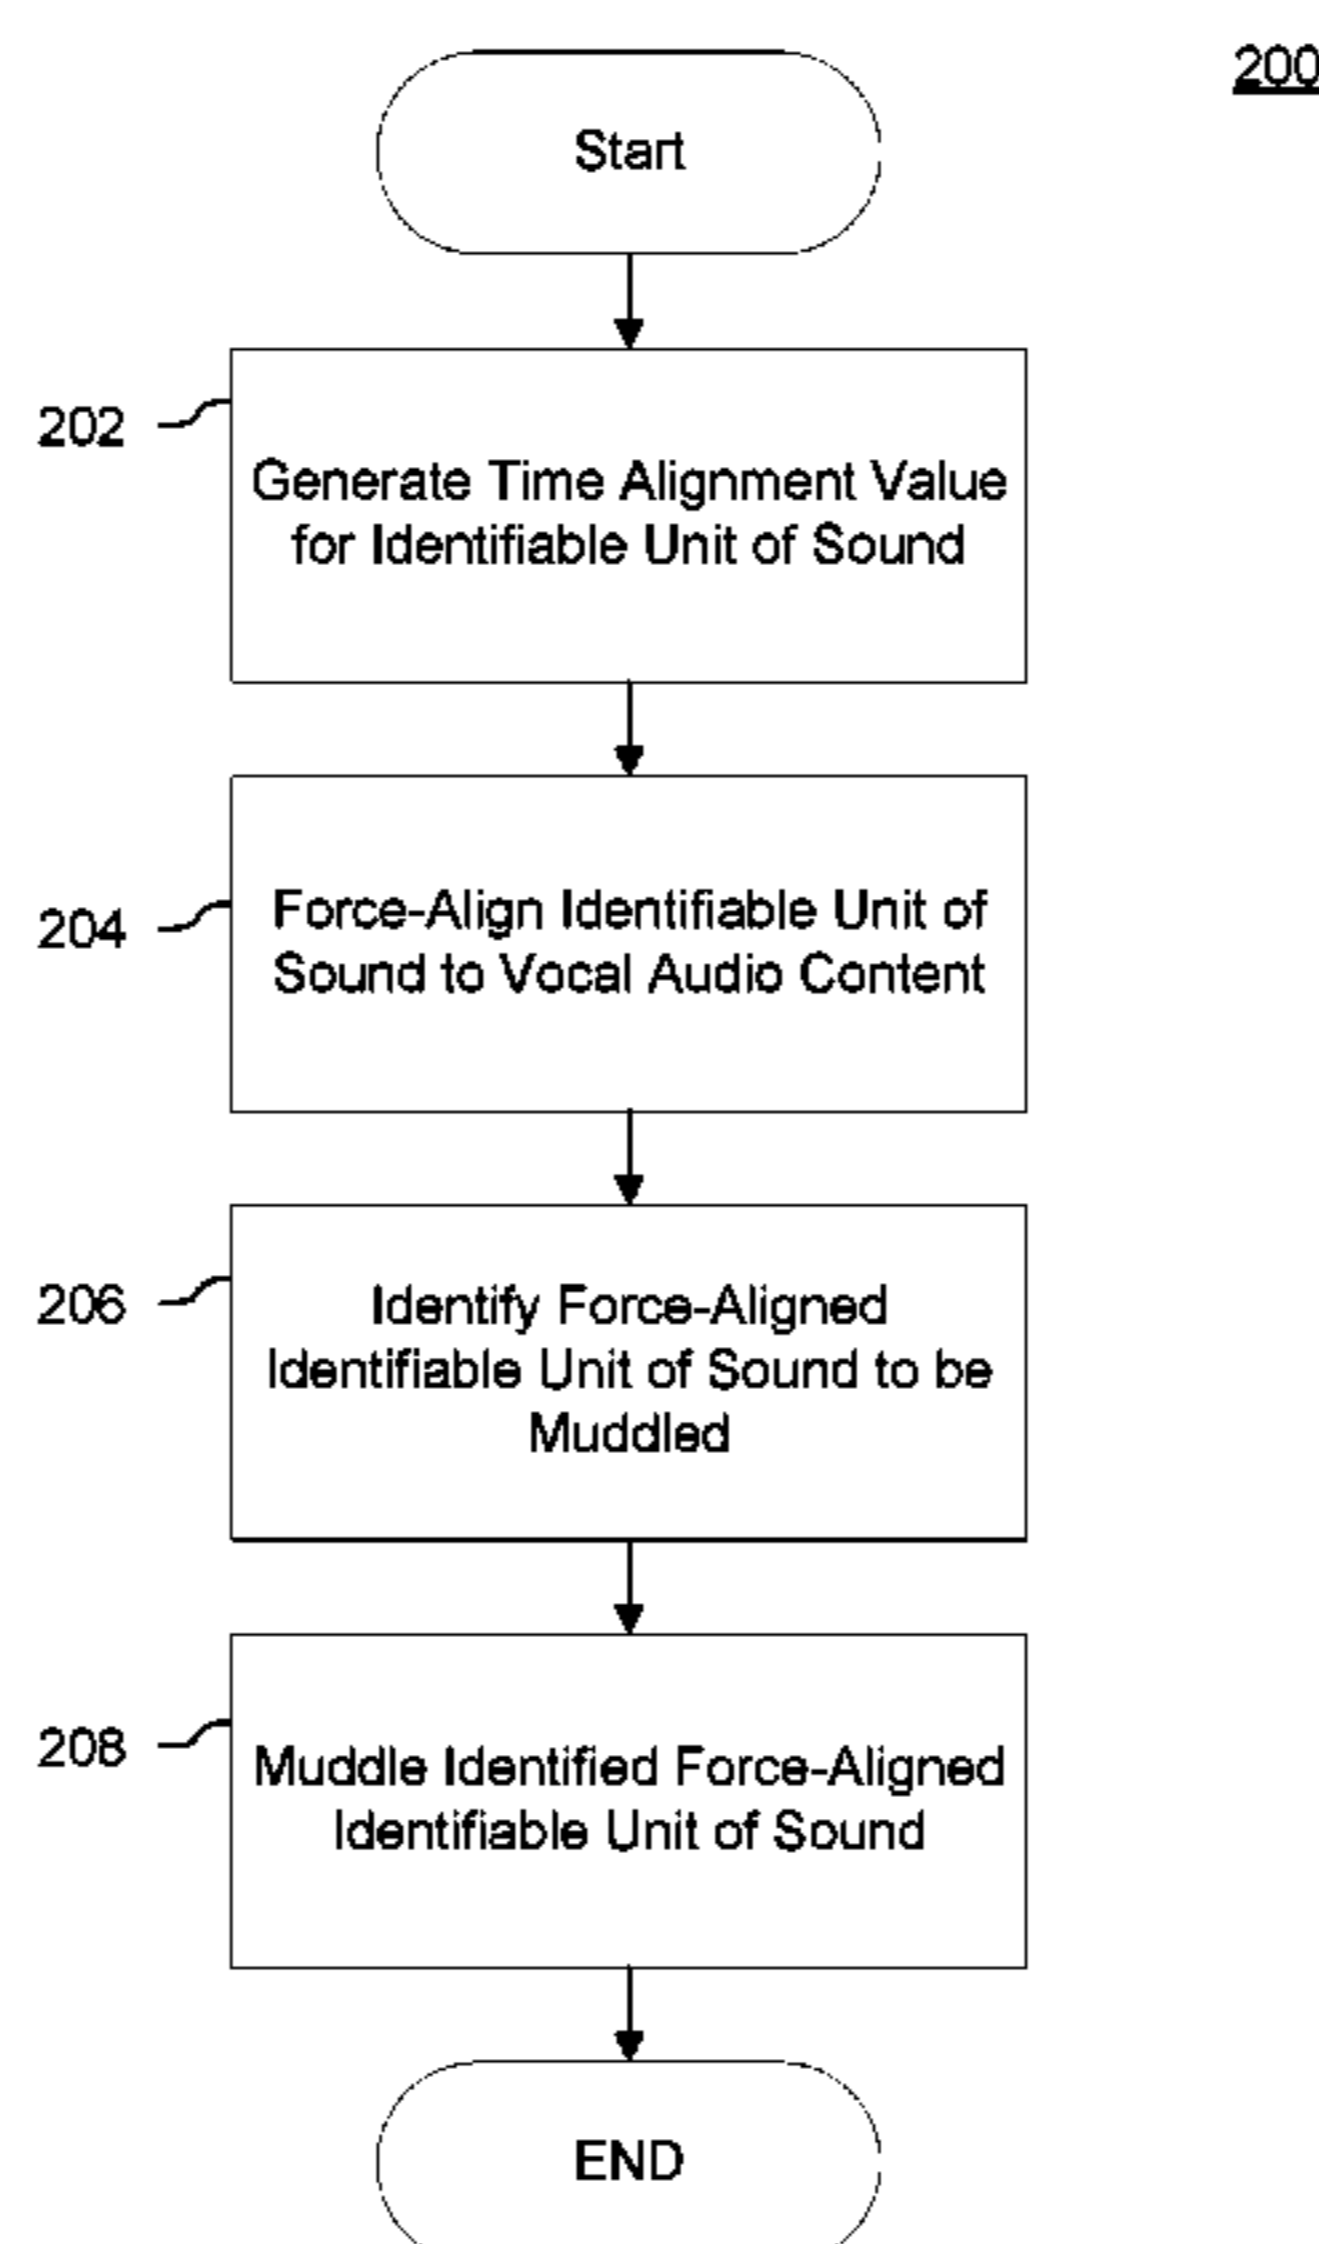 200
Start
202
Generate Time Alignment Value
for Identifiable Unit of Sound
204
Force-Align Identifiable Unit of
Sound to Vocal Audio Content
206
Identify Force-Aligned
Identifiable Unit of Sound to be
Muddled
208
Muddle Identified Force-Aligned
Identifiable Unit of Sound
END